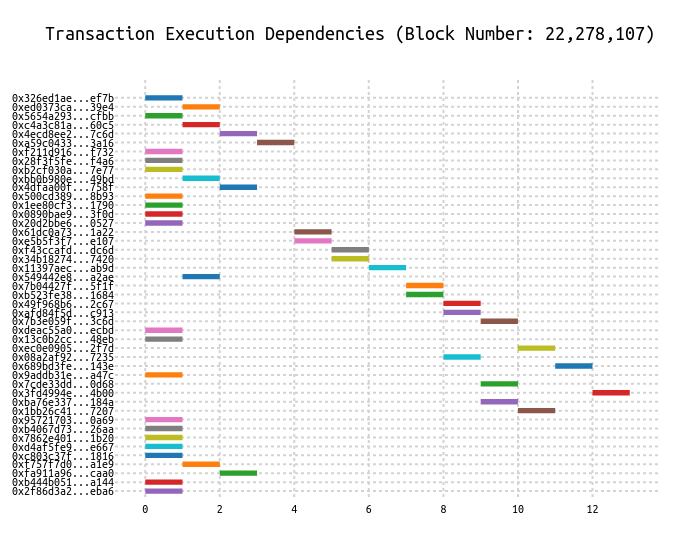 Transaction Execution Dependencies (Block Number: 22,278,107)
0x326ed1ae...ef7b
0xed0373ca...39e4
0x5654a293...cfbb
0xc4a3c81a...60c5
0x4ecd8ee2...7c6d
0xa59c0433...3a16
0xf211d916...f732
0x28f3f5fe...f4a6
0xb2cf030a...7e77
0xbb0b980e...49bd
0x4dfaa00f...758f
0x500cd389...8b93
0x1ee80cf3...1790
0x0890bae9...3f0d
0x20d2bbe6...0527
0x61dc0a73...1a22
0xe5b5f3f7...e107
0xf43ccafd...dc6d
0x34b18274...7420
0x11397aec...ab9d
0x549442e8...a2ae
0x7b04427f...5f1f
0xb523fe38...1684
0x49f968b6...2c67
0xafd84f5d...c913
0x7b3e059f...3c6d
0xdeac55a0...ecbd
0x13c0b2cc...48eb
0xec0e0905...2f7d
0x08a2af92...7235
0x689bd3fe...143e
0x9addb31e...a47c
0x7cde33dd...0d68
0x3fd4994e...4b00
0xba76e337...184a
0x1bb26c41...7207
0x95721703...0a69
0xb4067d73...26aa
0x7862e401...1b20
0xd4af5fe9...e667
0xc803c37f...1816
0xf757f7d0...a1e9
0xfa911a96...caa0
0xb444b051...a144
0x2f86d3a2...eba6
0 2 4 6 8 10 12